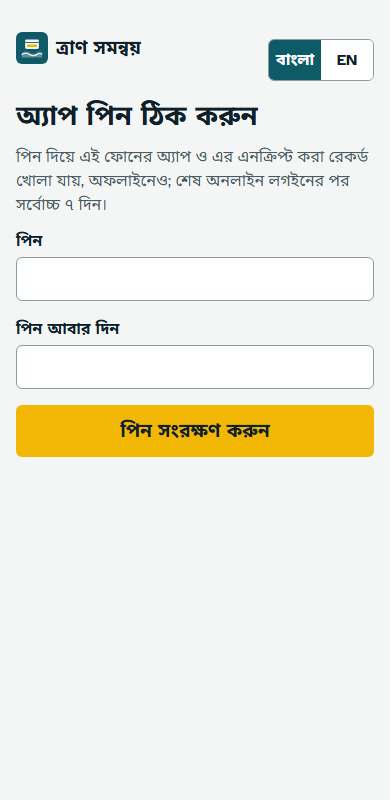 ত্রাণ সমন্বয়
বাংলা EN
অ্যাপ পিন ঠিক করুন
পিন দিয়ে এই ফোনের অ্যাপ ও এর এনক্রিপ্ট করা রেকর্ড
খোলা যায়, অফলাইনেও; শেষ অনলাইন লগইনের পর
সর্বোচ্চ ৭ দিন।
পিন
পিন আবার দিন
পিন সংরক্ষণ করুন